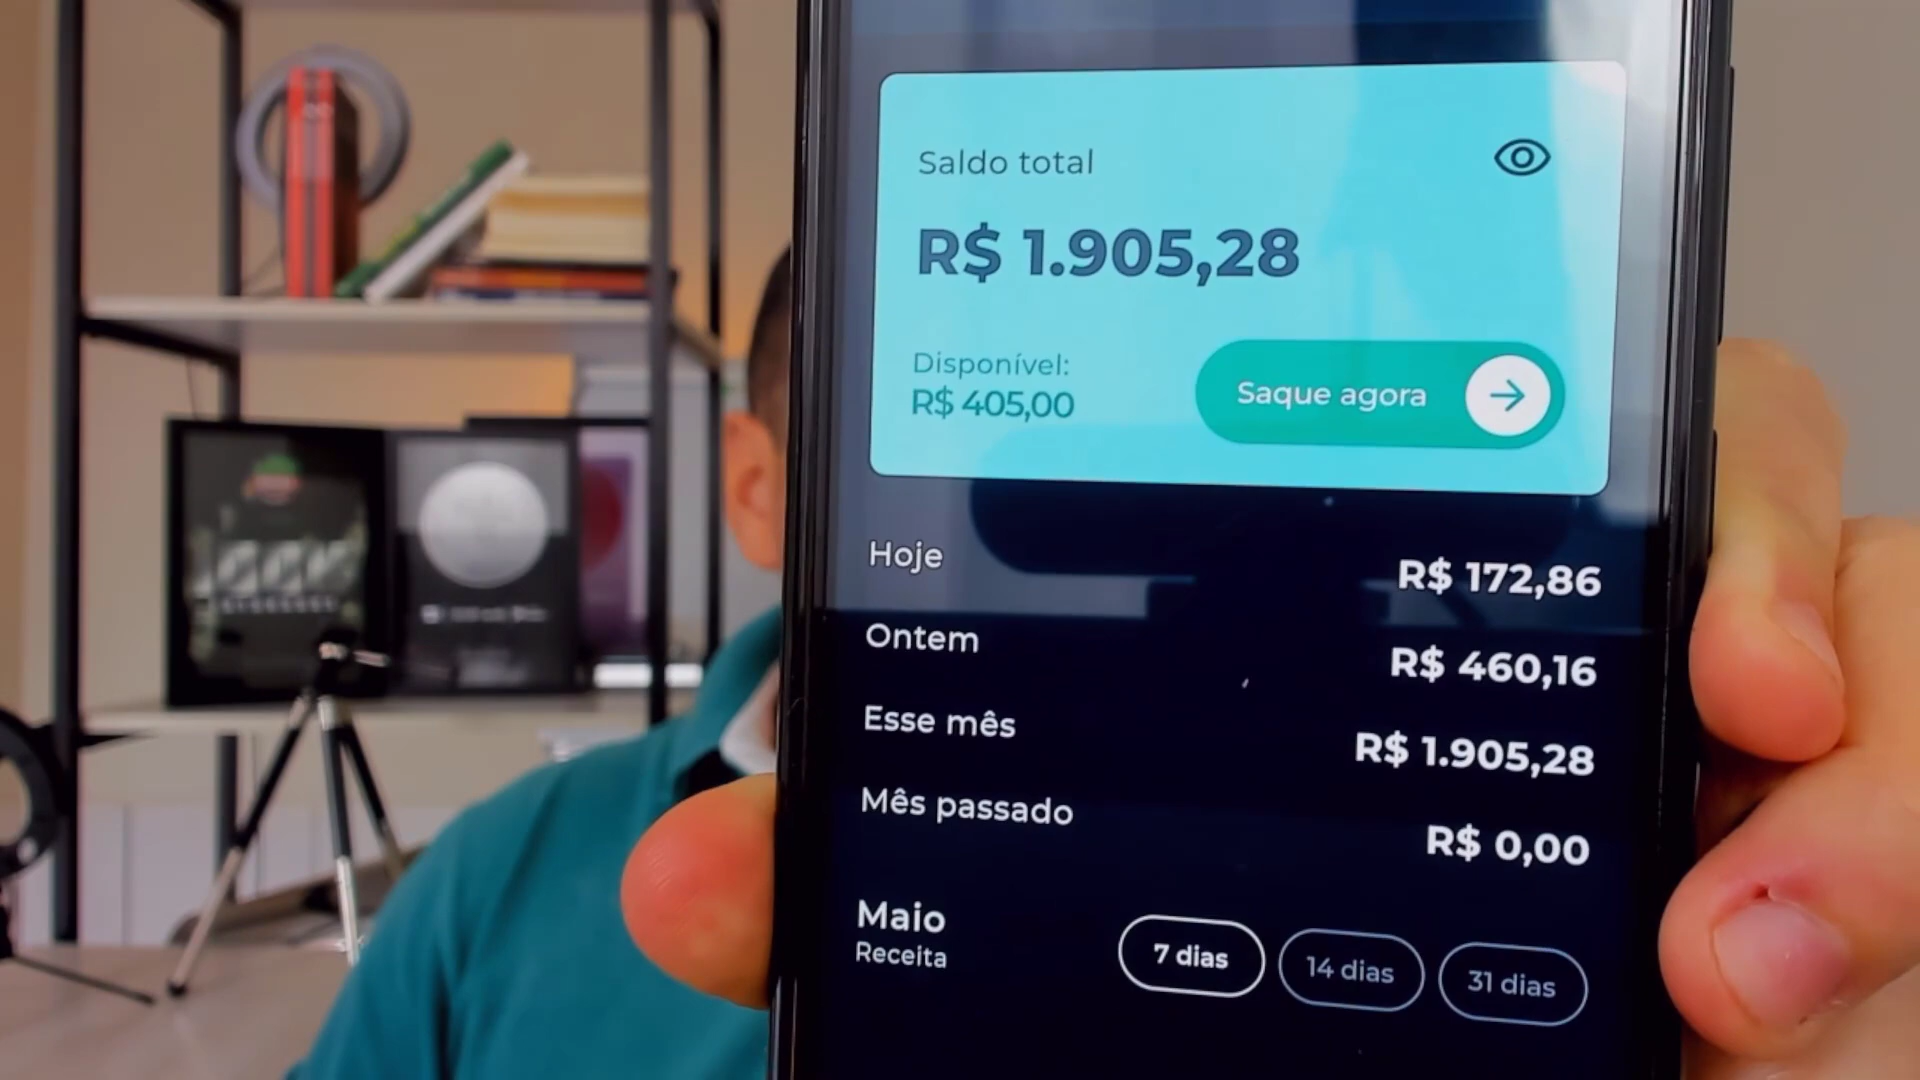 Saldo total
R$ 1.905,28
Disponível:
R$ 405,00
Saque agora
Hoje
R$ 172,86
Ontem
R$ 460,16
Esse mês
R$ 1.905,28
Mês passado
R$ 0,00
Maio
Receita
7 dias
14 dias
31 dias